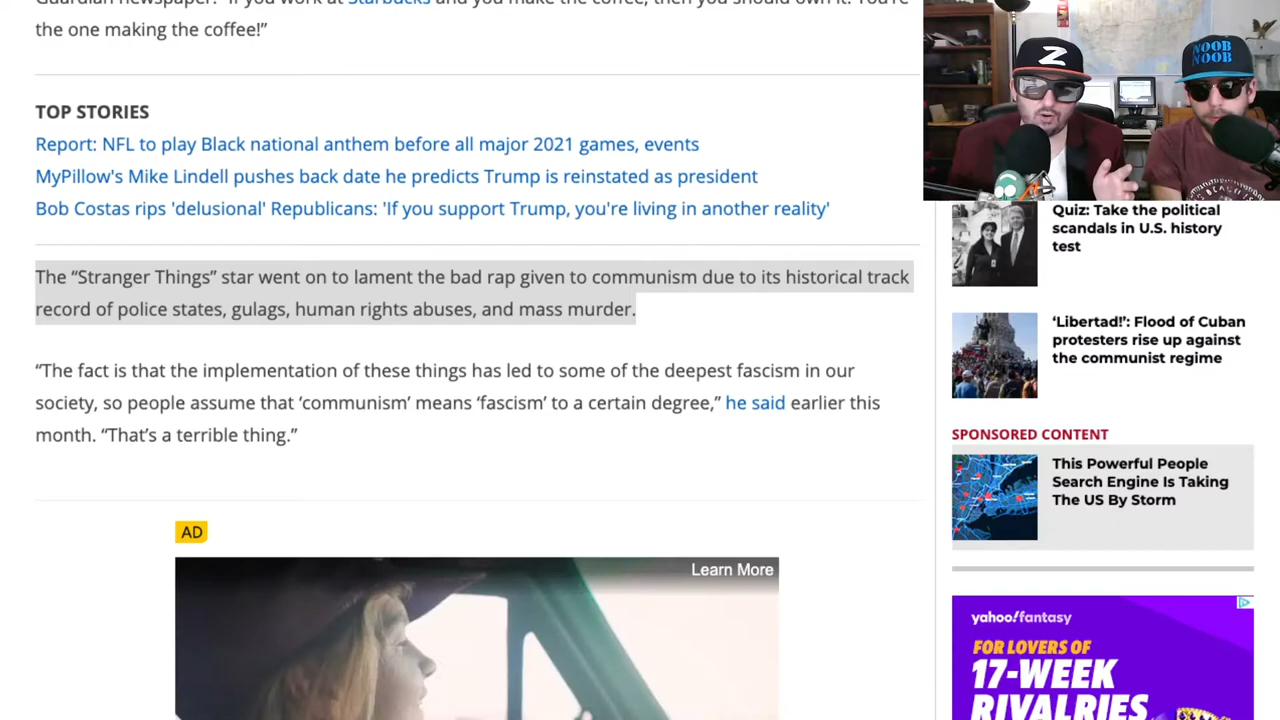 Guardian newspaper: “If you work at Starbucks and you make the coffee, then you should own it. You’re
the one making the coffee!”
TOP STORIES
Report: NFL to play Black national anthem before all major 2021 games, events
MyPillow's Mike Lindell pushes back date he predicts Trump is reinstated as president
Bob Costas rips 'delusional' Republicans: 'If you support Trump, you're living in another reality'
The “Stranger Things” star went on to lament the bad rap given to communism due to its historical track
record of police states, gulags, human rights abuses, and mass murder.
“The fact is that the implementation of these things has led to some of the deepest fascism in our
society, so people assume that ‘communism’ means ‘fascism’ to a certain degree,” he said earlier this
month. “That’s a terrible thing.”
AD
Learn More
Z
NOOB
NOOB
Quiz: Take the political
scandals in U.S. history
test
‘Libertad!’: Flood of Cuban
protesters rise up against
the communist regime
SPONSORED CONTENT
This Powerful People
Search Engine Is Taking
The US By Storm
yahoo!fantasy
FOR LOVERS OF
17-WEEK
RIVALRIES